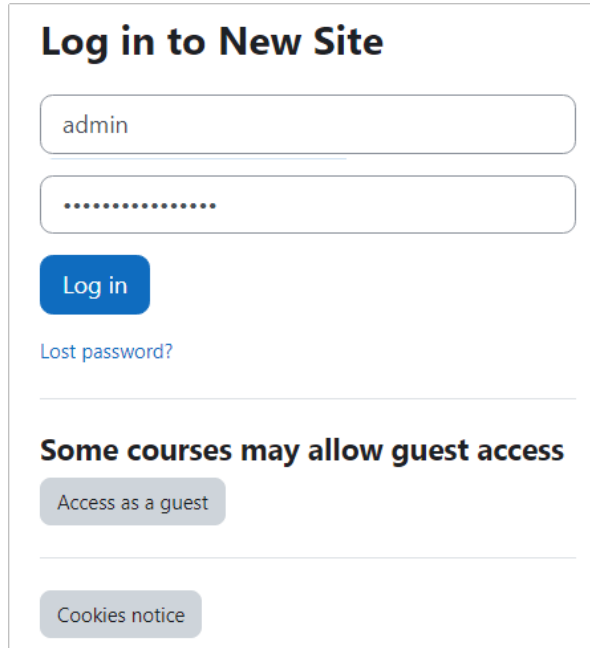 Log in to New Site
admin
••••••••••••••••
Log in
Lost password?
Some courses may allow guest access
Access as a guest
Cookies notice